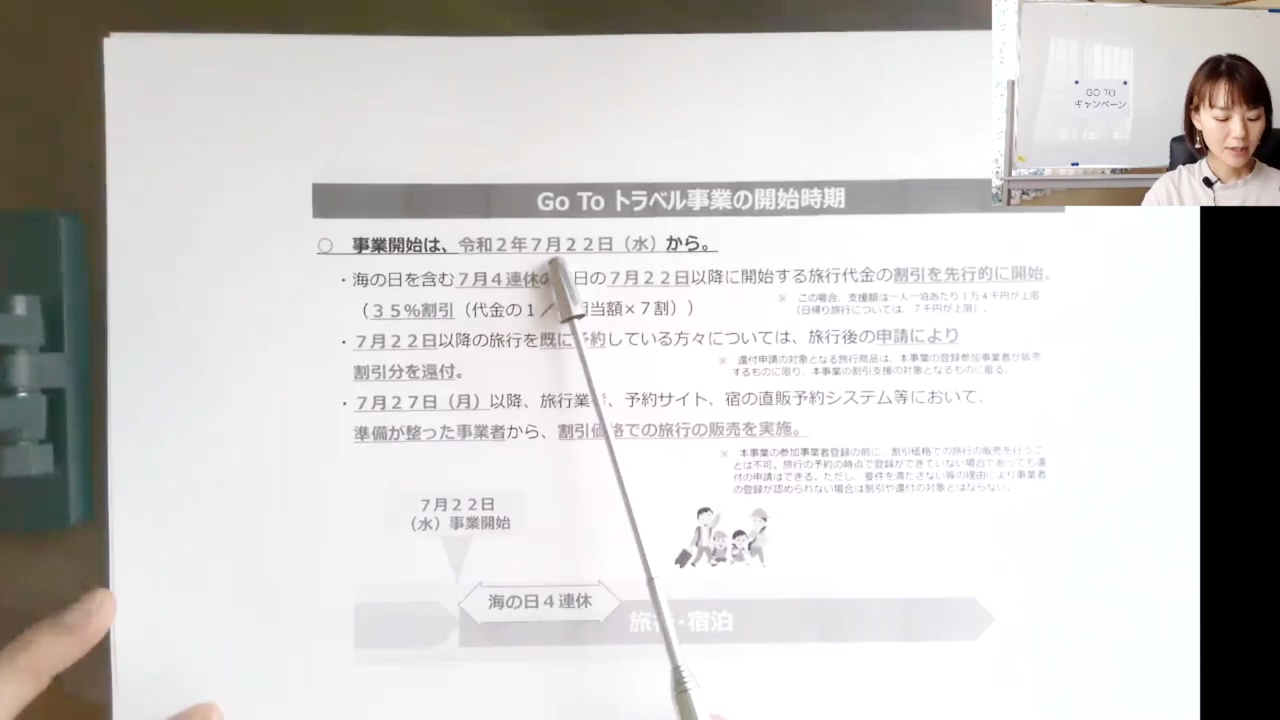 GO TO
キャンペーン
Go To トラベル事業の開始時期
○ 事業開始は、令和２年７月２２日（水）から。
・海の日を含む７月４連休の 日の７月２２日以降に開始する旅行代金の割引を先行的に開始。
（３５％割引（代金の１／ 相当額×７割））
※ この場合、支援額は一人一泊あたり１万４千円が上限
（日帰り旅行については、７千円が上限）。
・７月２２日以降の旅行を既に予約している方々については、旅行後の申請により
割引分を還付。
※ 還付申請の対象となる旅行商品は、本事業の登録参加事業者が販売
するものに限り、本事業の割引支援の対象となるものに限る。
・７月２７日（月）以降、旅行業者、予約サイト、宿の直販予約システム等において、
準備が整った事業者から、割引価格での旅行の販売を実施。
※ 本事業の参加事業者登録の前に、割引価格での旅行の販売を行うこ
とは不可。旅行の予約の時点で登録ができていない場合であっても還
付の申請はできる。ただし、要件を満たさない等の理由により事業者
の登録が認められない場合は割引や還付の対象とはならない。
７月２２日
（水）事業開始
海の日４連休
旅行・宿泊